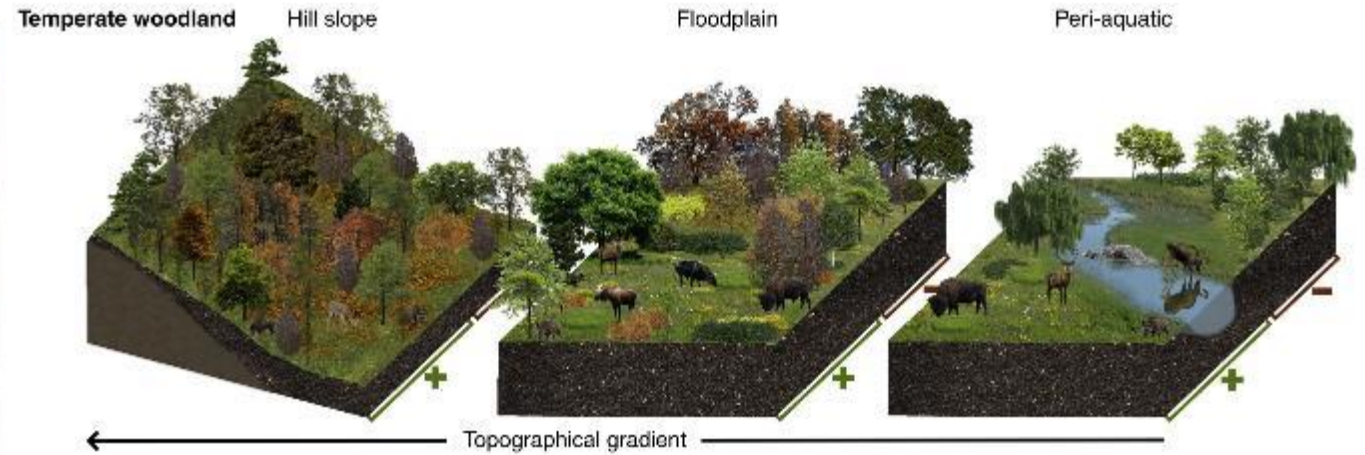 Temperate woodland
Hill slope
Floodplain
Peri-aquatic
+
-
+
-
+
Topographical gradient